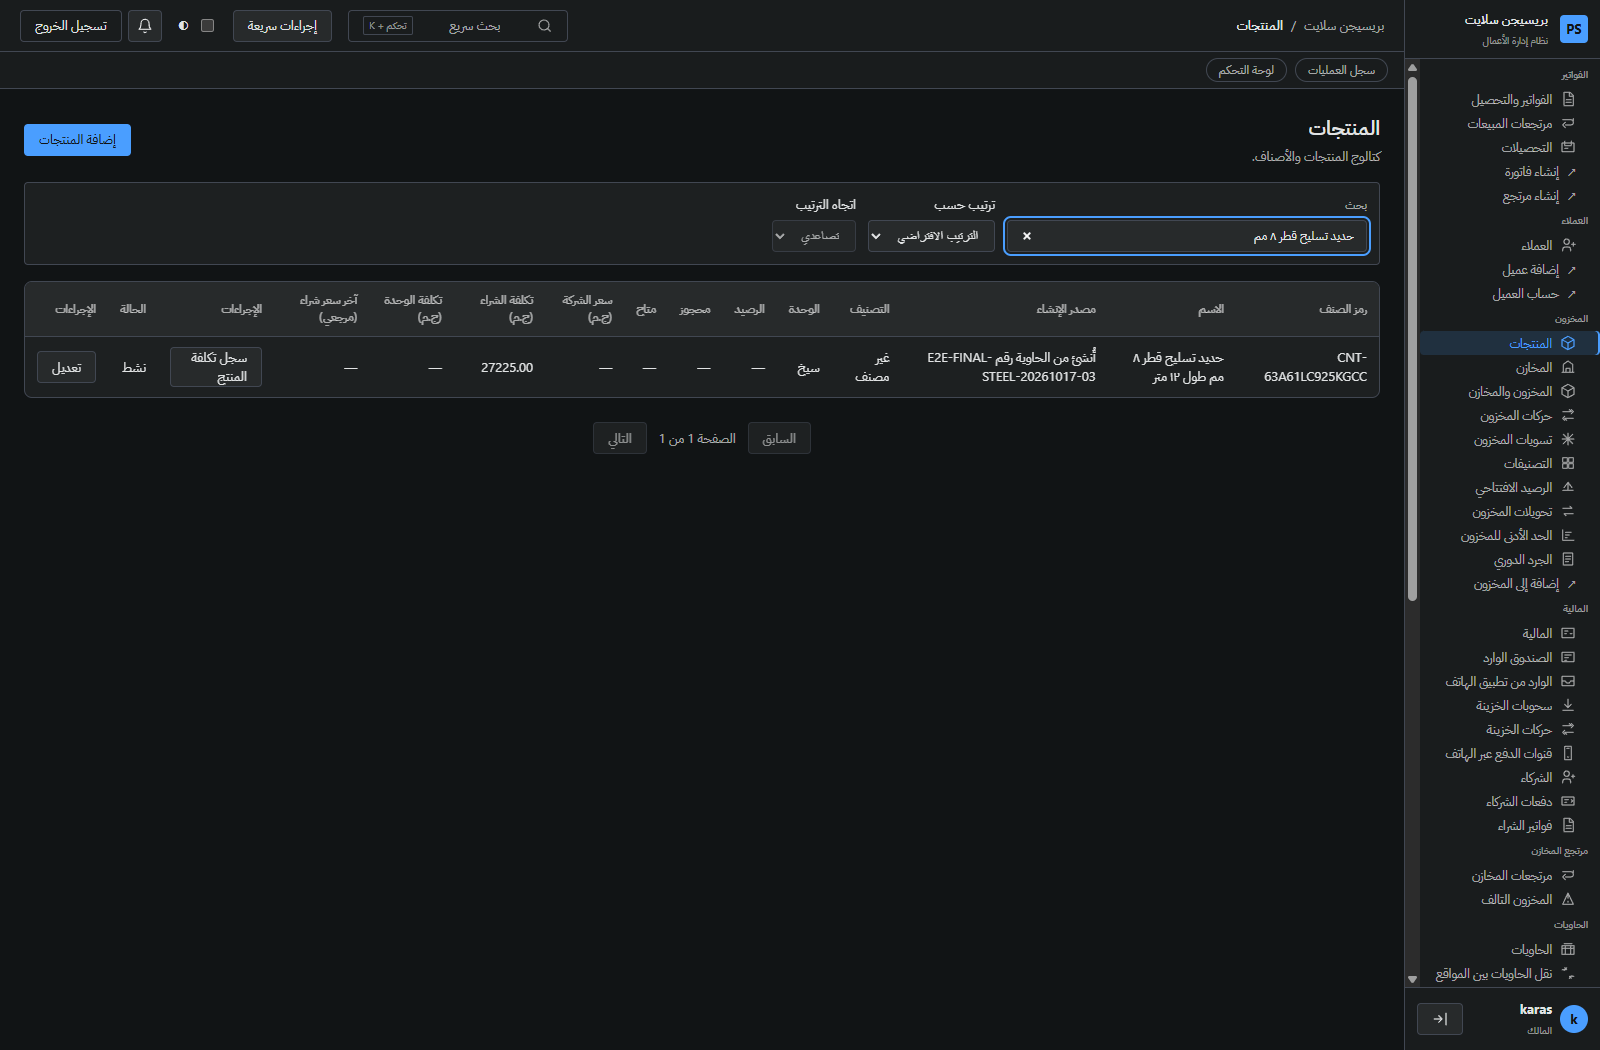 PS
بريسيجن سلايت
نظام إدارة الأعمال
بريسيجن سلايت / المنتجات
بحث سريع
تحكم + K
إجراءات سريعة
تسجيل الخروج
سجل العمليات
لوحة التحكم
الفواتير
الفواتير والتحصيل
مرتجعات المبيعات
التحصيلات
إنشاء فاتورة
إنشاء مرتجع
العملاء
العملاء
إضافة عميل
حساب العميل
المخزون
المنتجات
المخازن
المخزون والمخازن
حركات المخزون
تسويات المخزون
التصنيفات
الرصيد الافتتاحي
تحويلات المخزون
الحد الأدنى للمخزون
الجرد الدوري
إضافة إلى المخزون
المالية
المالية
الصندوق الوارد
الوارد من تطبيق الهاتف
سحوبات الخزينة
حركات الخزينة
قنوات الدفع عبر الهاتف
الشركاء
دفعات الشركاء
فواتير الشراء
مرتجع المخازن
مرتجعات المخازن
المخزون التالف
الحاويات
الحاويات
نقل الحاويات بين المواقع
k
karas
المالك
المنتجات
كتالوج المنتجات والأصناف.
إضافة المنتجات
بحث
ترتيب حسب
اتجاه الترتيب
حديد تسليح قطر ٨ مم
الترتيب الافتراضي
تصاعدي
رمز الصنف
الاسم
مصدر الإنشاء
التصنيف
الوحدة
الرصيد
محجوز
متاح
سعر الشركة
(ج.م)
تكلفة الشراء
(ج.م)
تكلفة الوحدة
(ج.م)
آخر سعر شراء
(مرجعي)
الإجراءات
الحالة
الإجراءات
CNT-
63A61LC925KGCC
حديد تسليح قطر ٨
مم طول ١٢ متر
أنشئ من الحاوية رقم E2E-FINAL-
STEEL-20261017-03
غير
مصنف
سيخ
—
—
—
—
27225.00
—
—
سجل تكلفة
المنتج
نشط
تعديل
السابق
الصفحة 1 من 1
التالي